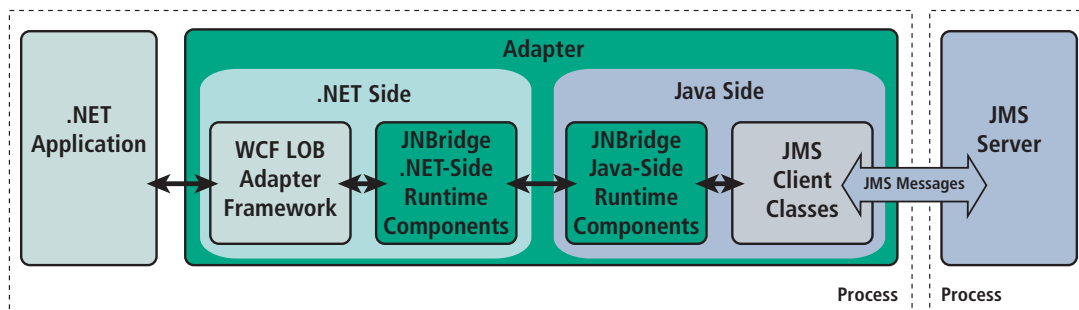 Adapter
.NET Side
Java Side
.NET
Application
WCF LOB
Adapter
Framework
JNBridge
.NET-Side
Runtime
Components
JNBridge
Java-Side
Runtime
Components
JMS
Client
Classes
JMS Messages
JMS
Server
Process
Process